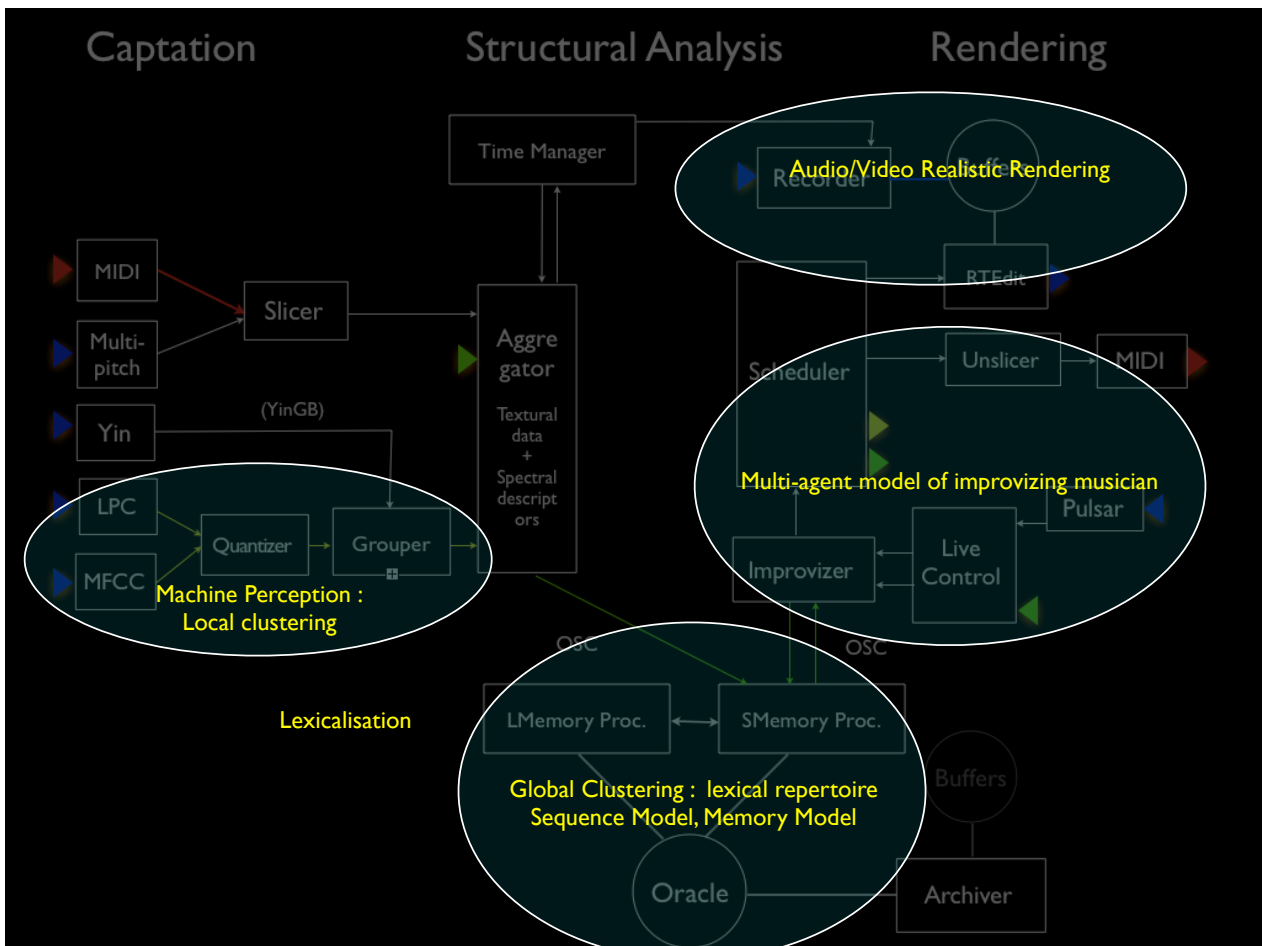 Captation
Structural Analysis
Rendering
Time Manager
Recorder
Buffers
Audio/Video Realistic Rendering
MIDI
Slicer
Multi-
pitch
Aggre
gator
Textural
data
+
Spectral
descript
ors
Scheduler
RTEdit
Unslicer
MIDI
Yin
(YinGB)
LPC
MFCC
Quantizer
Grouper
Machine Perception :
Local clustering
Multi-agent model of improvizing musician
Pulsar
Improvizer
Live
Control
OSC
OSC
Lexicalisation
LMemory Proc.
SMemory Proc.
Global Clustering : lexical repertoire
Sequence Model, Memory Model
Buffers
Oracle
Archiver